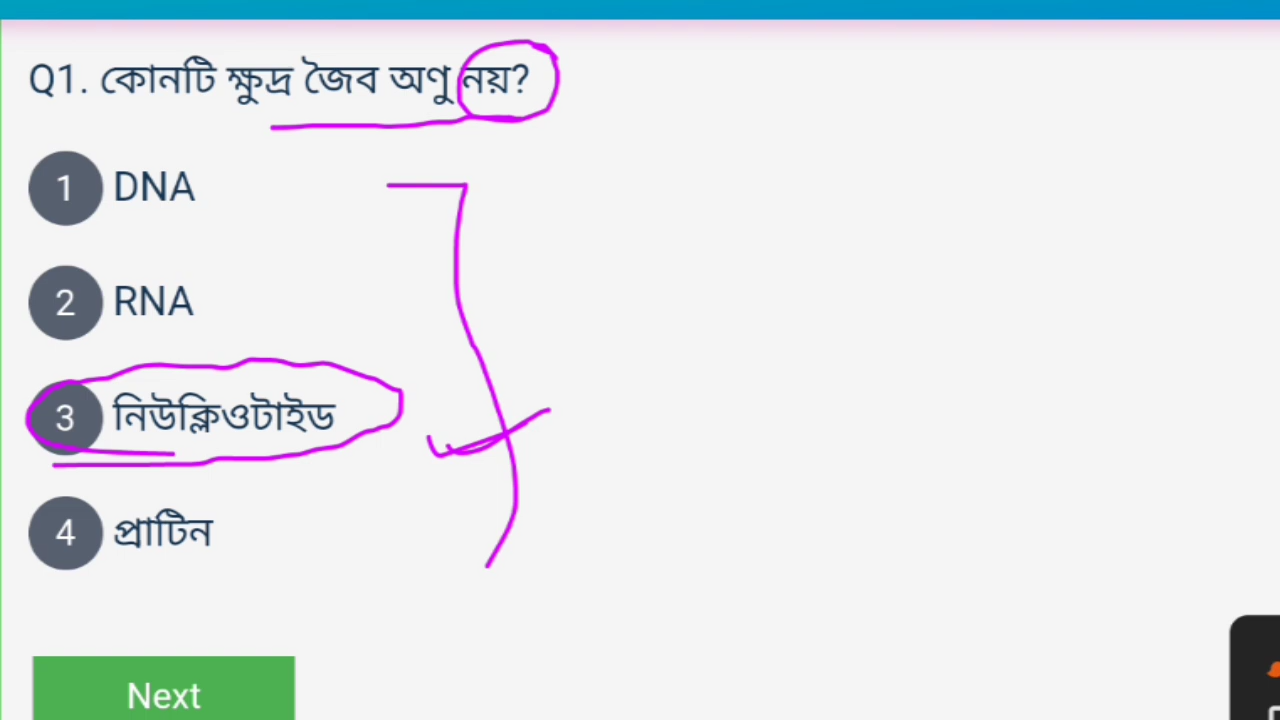 Q1. কোনটি ক্ষুদ্র জৈব অণু নয়?
1 DNA
2 RNA
3 নিউক্লিওটাইড
4 প্রাটিন
Next